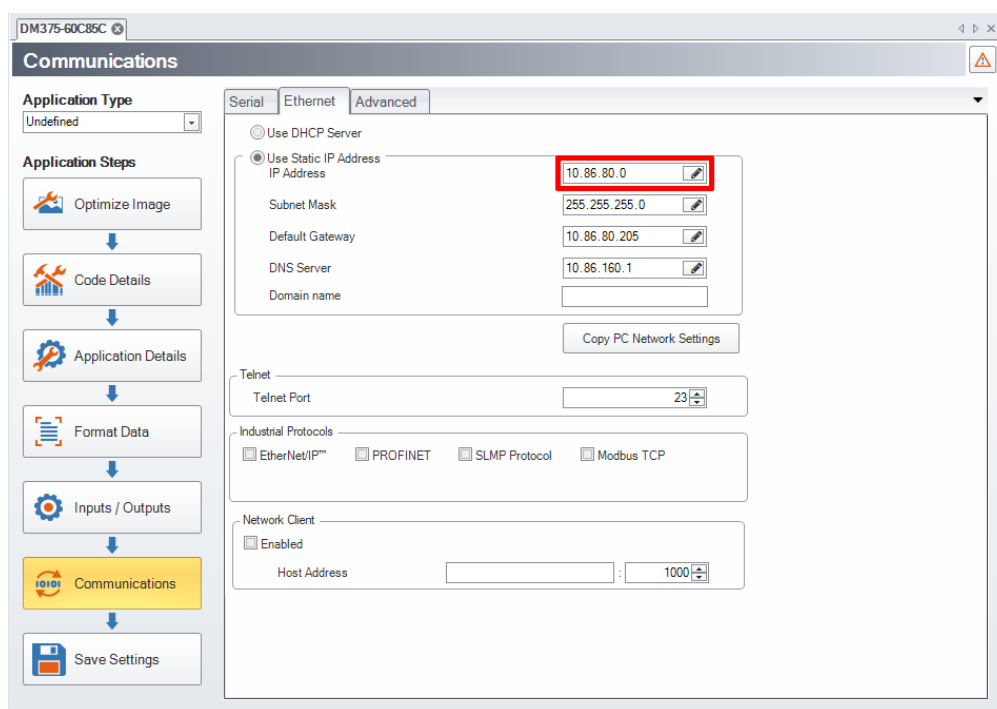 DM375-60C85C
Communications
Application Type
Undefined
Application Steps
Optimize Image
Code Details
Application Details
Format Data
Inputs / Outputs
Communications
Save Settings
Serial Ethernet Advanced
Use DHCP Server
Use Static IP Address
IP Address 10.86.80.0
Subnet Mask 255.255.255.0
Default Gateway 10.86.80.205
DNS Server 10.86.160.1
Domain name
Copy PC Network Settings
Telnet
Telnet Port 23
Industrial Protocols
EtherNet/IP™ PROFINET SLMP Protocol Modbus TCP
Network Client
Enabled
Host Address : 1000